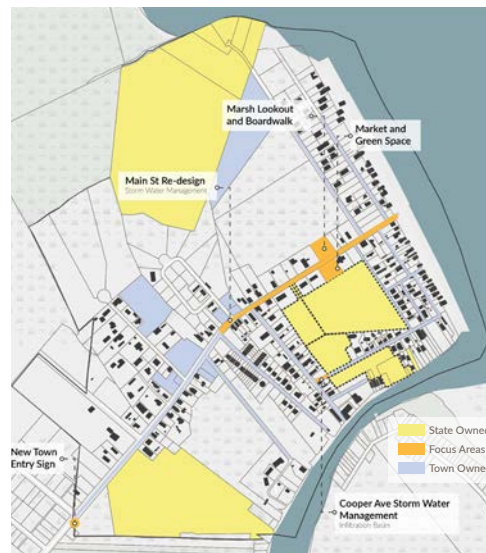 Marsh Lookout
and Boardwalk
Market and
Green Space
Main St Re-design
Storm Water Management
New Town
Entry Sign
State Owne
Focus Areas
Town Owne
Cooper Ave Storm Water
Management
Infiltration Basin